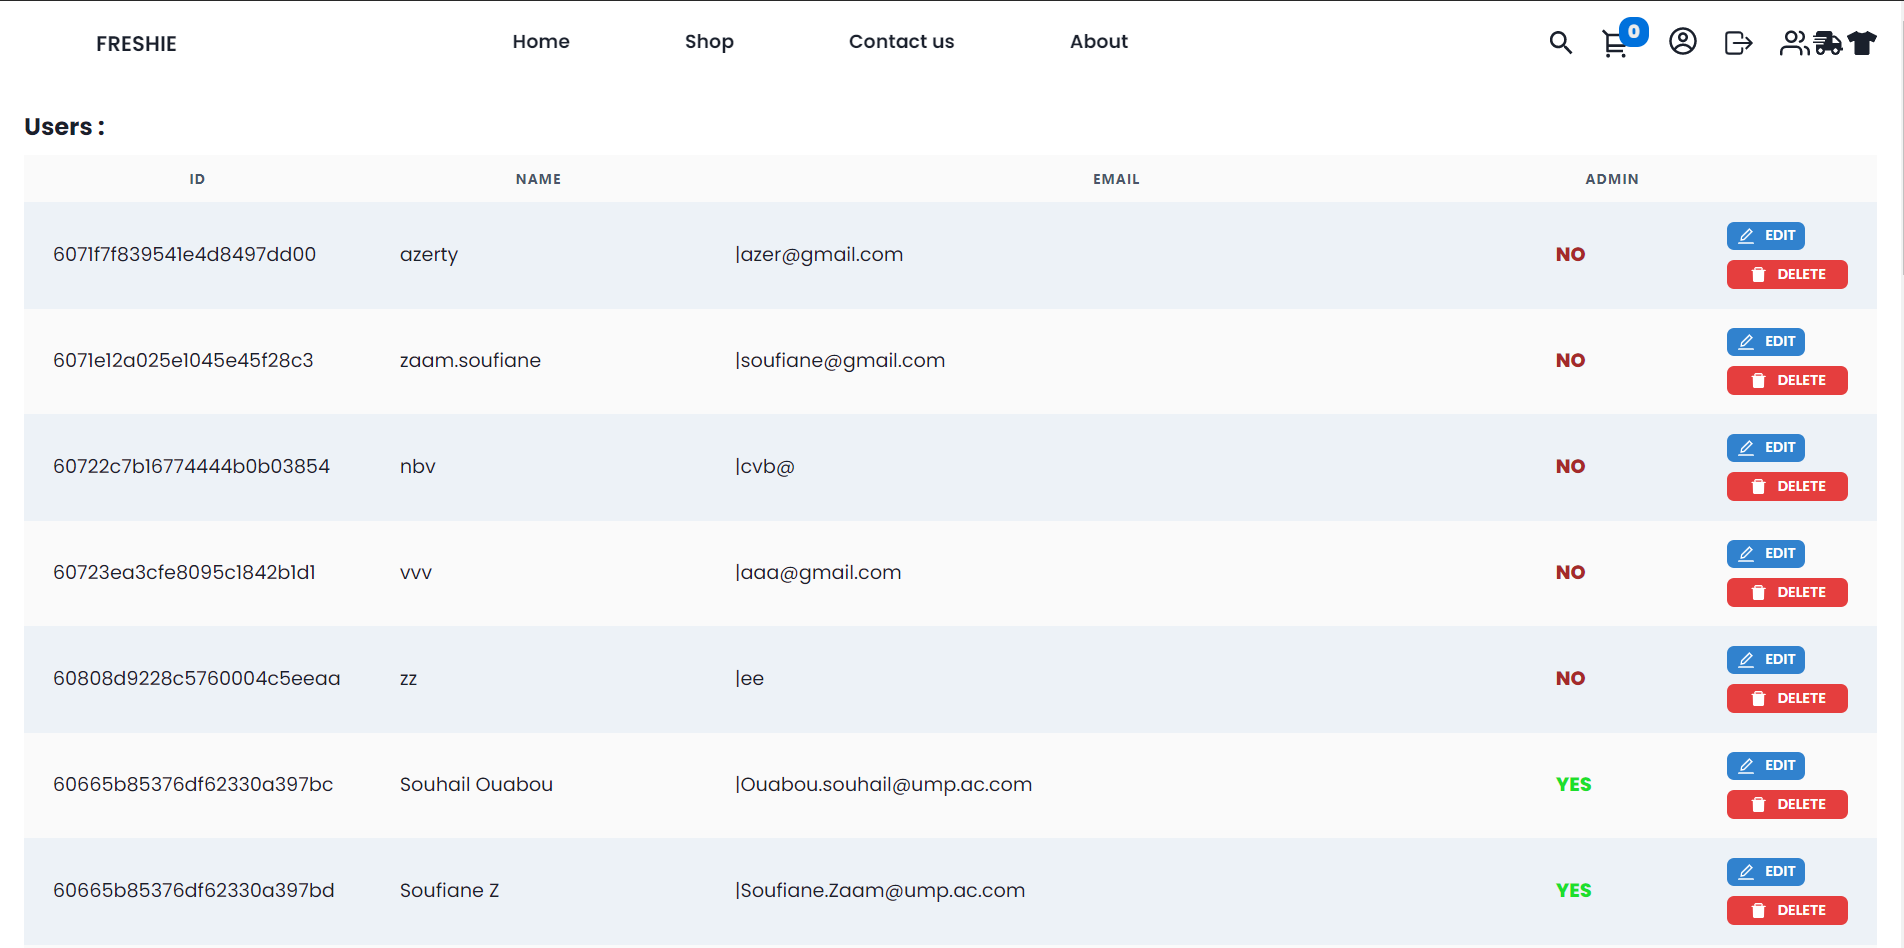 FRESHIE Home Shop Contact us About 0
Users :
ID NAME EMAIL ADMIN
6071f7f839541e4d8497dd00 azerty |azer@gmail.com NO EDIT
DELETE
6071e12a025e1045e45f28c3 zaam.soufiane |soufiane@gmail.com NO EDIT
DELETE
60722c7b16774444b0b03854 nbv |cvb@ NO EDIT
DELETE
60723ea3cfe8095c1842b1d1 vvv |aaa@gmail.com NO EDIT
DELETE
60808d9228c5760004c5eeaa zz |ee NO EDIT
DELETE
60665b85376df62330a397bc Souhail Ouabou |Ouabou.souhail@ump.ac.com YES EDIT
DELETE
60665b85376df62330a397bd Soufiane Z |Soufiane.Zaam@ump.ac.com YES EDIT
DELETE